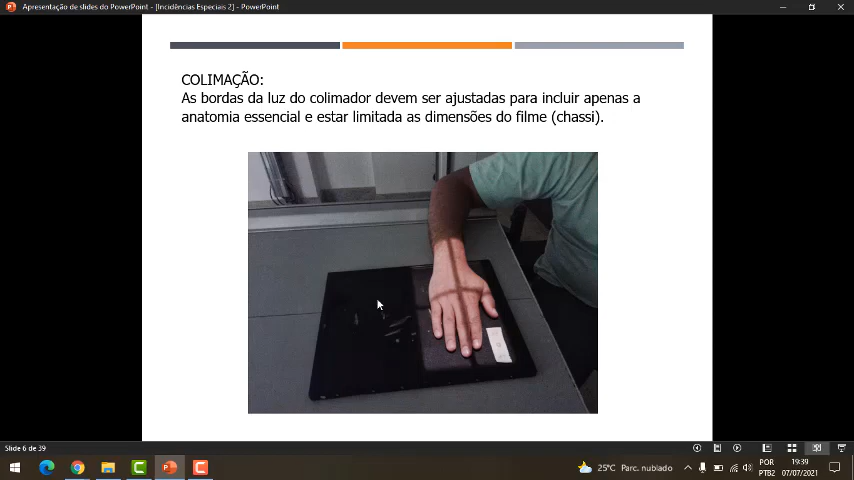 Apresentação de slides do PowerPoint - [Incidências Especiais 2] - PowerPoint
COLIMAÇÃO:
As bordas da luz do colimador devem ser ajustadas para incluir apenas a
anatomia essencial e estar limitada as dimensões do filme (chassi).
Slide 6 de 39
25°C Parc. nublado
POR
PTB2
19:39
07/07/2021